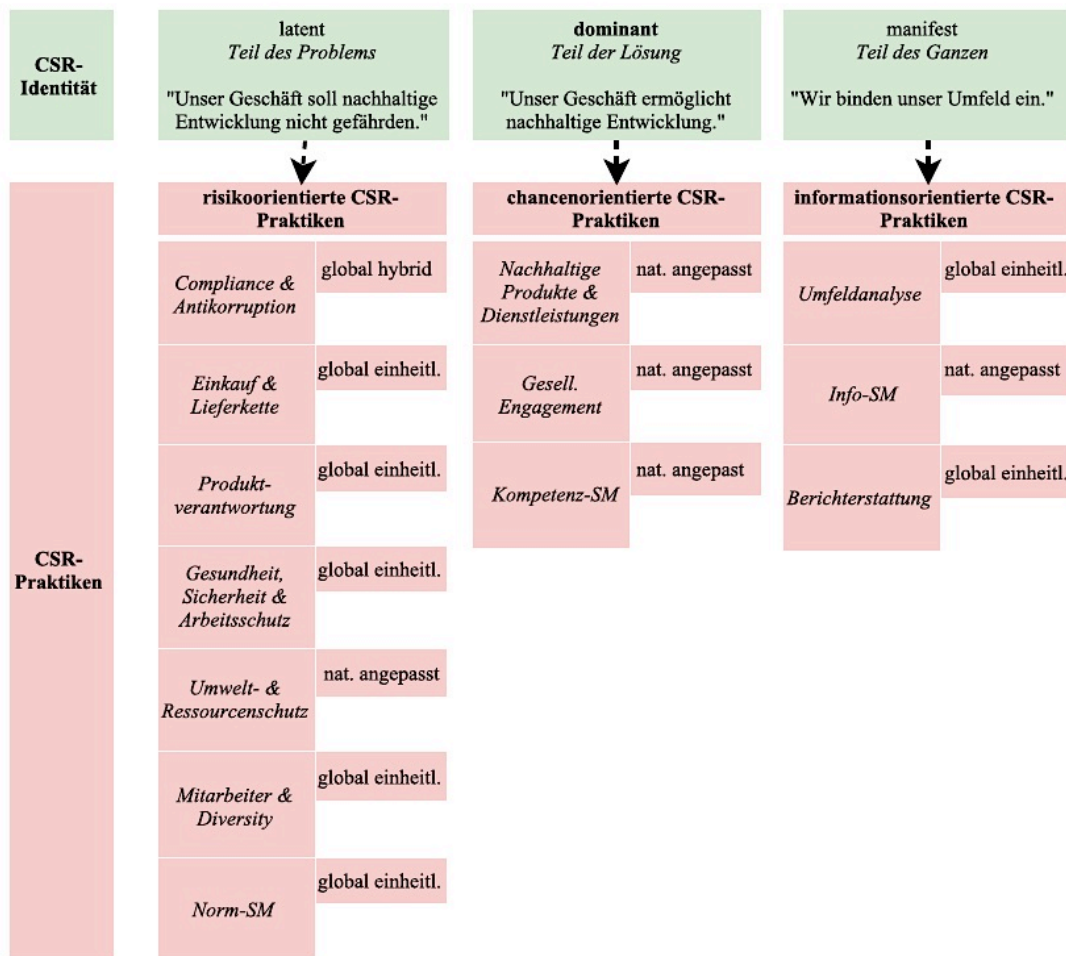 CSR-
Identität
latent
Teil des Problems
"Unser Geschäft soll nachhaltige
Entwicklung nicht gefährden."
dominant
Teil der Lösung
"Unser Geschäft ermöglicht
nachhaltige Entwicklung."
manifest
Teil des Ganzen
"Wir binden unser Umfeld ein."
CSR-
Praktiken
risikoorientierte CSR-
Praktiken
Compliance &
Antikorruption
global hybrid
Einkauf &
Lieferkette
global einheitl.
Produkt-
verantwortung
global einheitl.
Gesundheit,
Sicherheit &
Arbeitsschutz
global einheitl.
Umwelt- &
Ressourcenschutz
nat. angepasst
Mitarbeiter &
Diversity
global einheitl.
Norm-SM
global einheitl.
chancenorientierte CSR-
Praktiken
Nachhaltige
Produkte &
Dienstleistungen
nat. angepasst
Gesell.
Engagement
nat. angepasst
Kompetenz-SM
nat. angepast
informationsorientierte CSR-
Praktiken
Umfeldanalyse
global einheitl.
Info-SM
nat. angepasst
Berichterstattung
global einheitl.